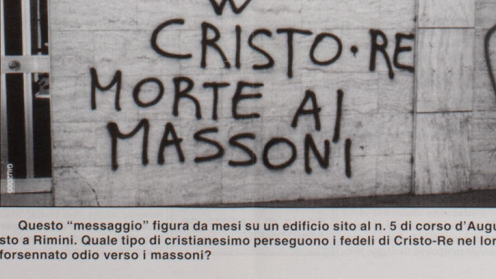 W
CRISTO·RE
MORTE AI
MASSONI
GIU2000
Questo “messaggio” figura da mesi su un edificio sito al n. 5 di corso d'Augu
sto a Rimini. Quale tipo di cristianesimo perseguono i fedeli di Cristo-Re nel lor
forsennato odio verso i massoni?